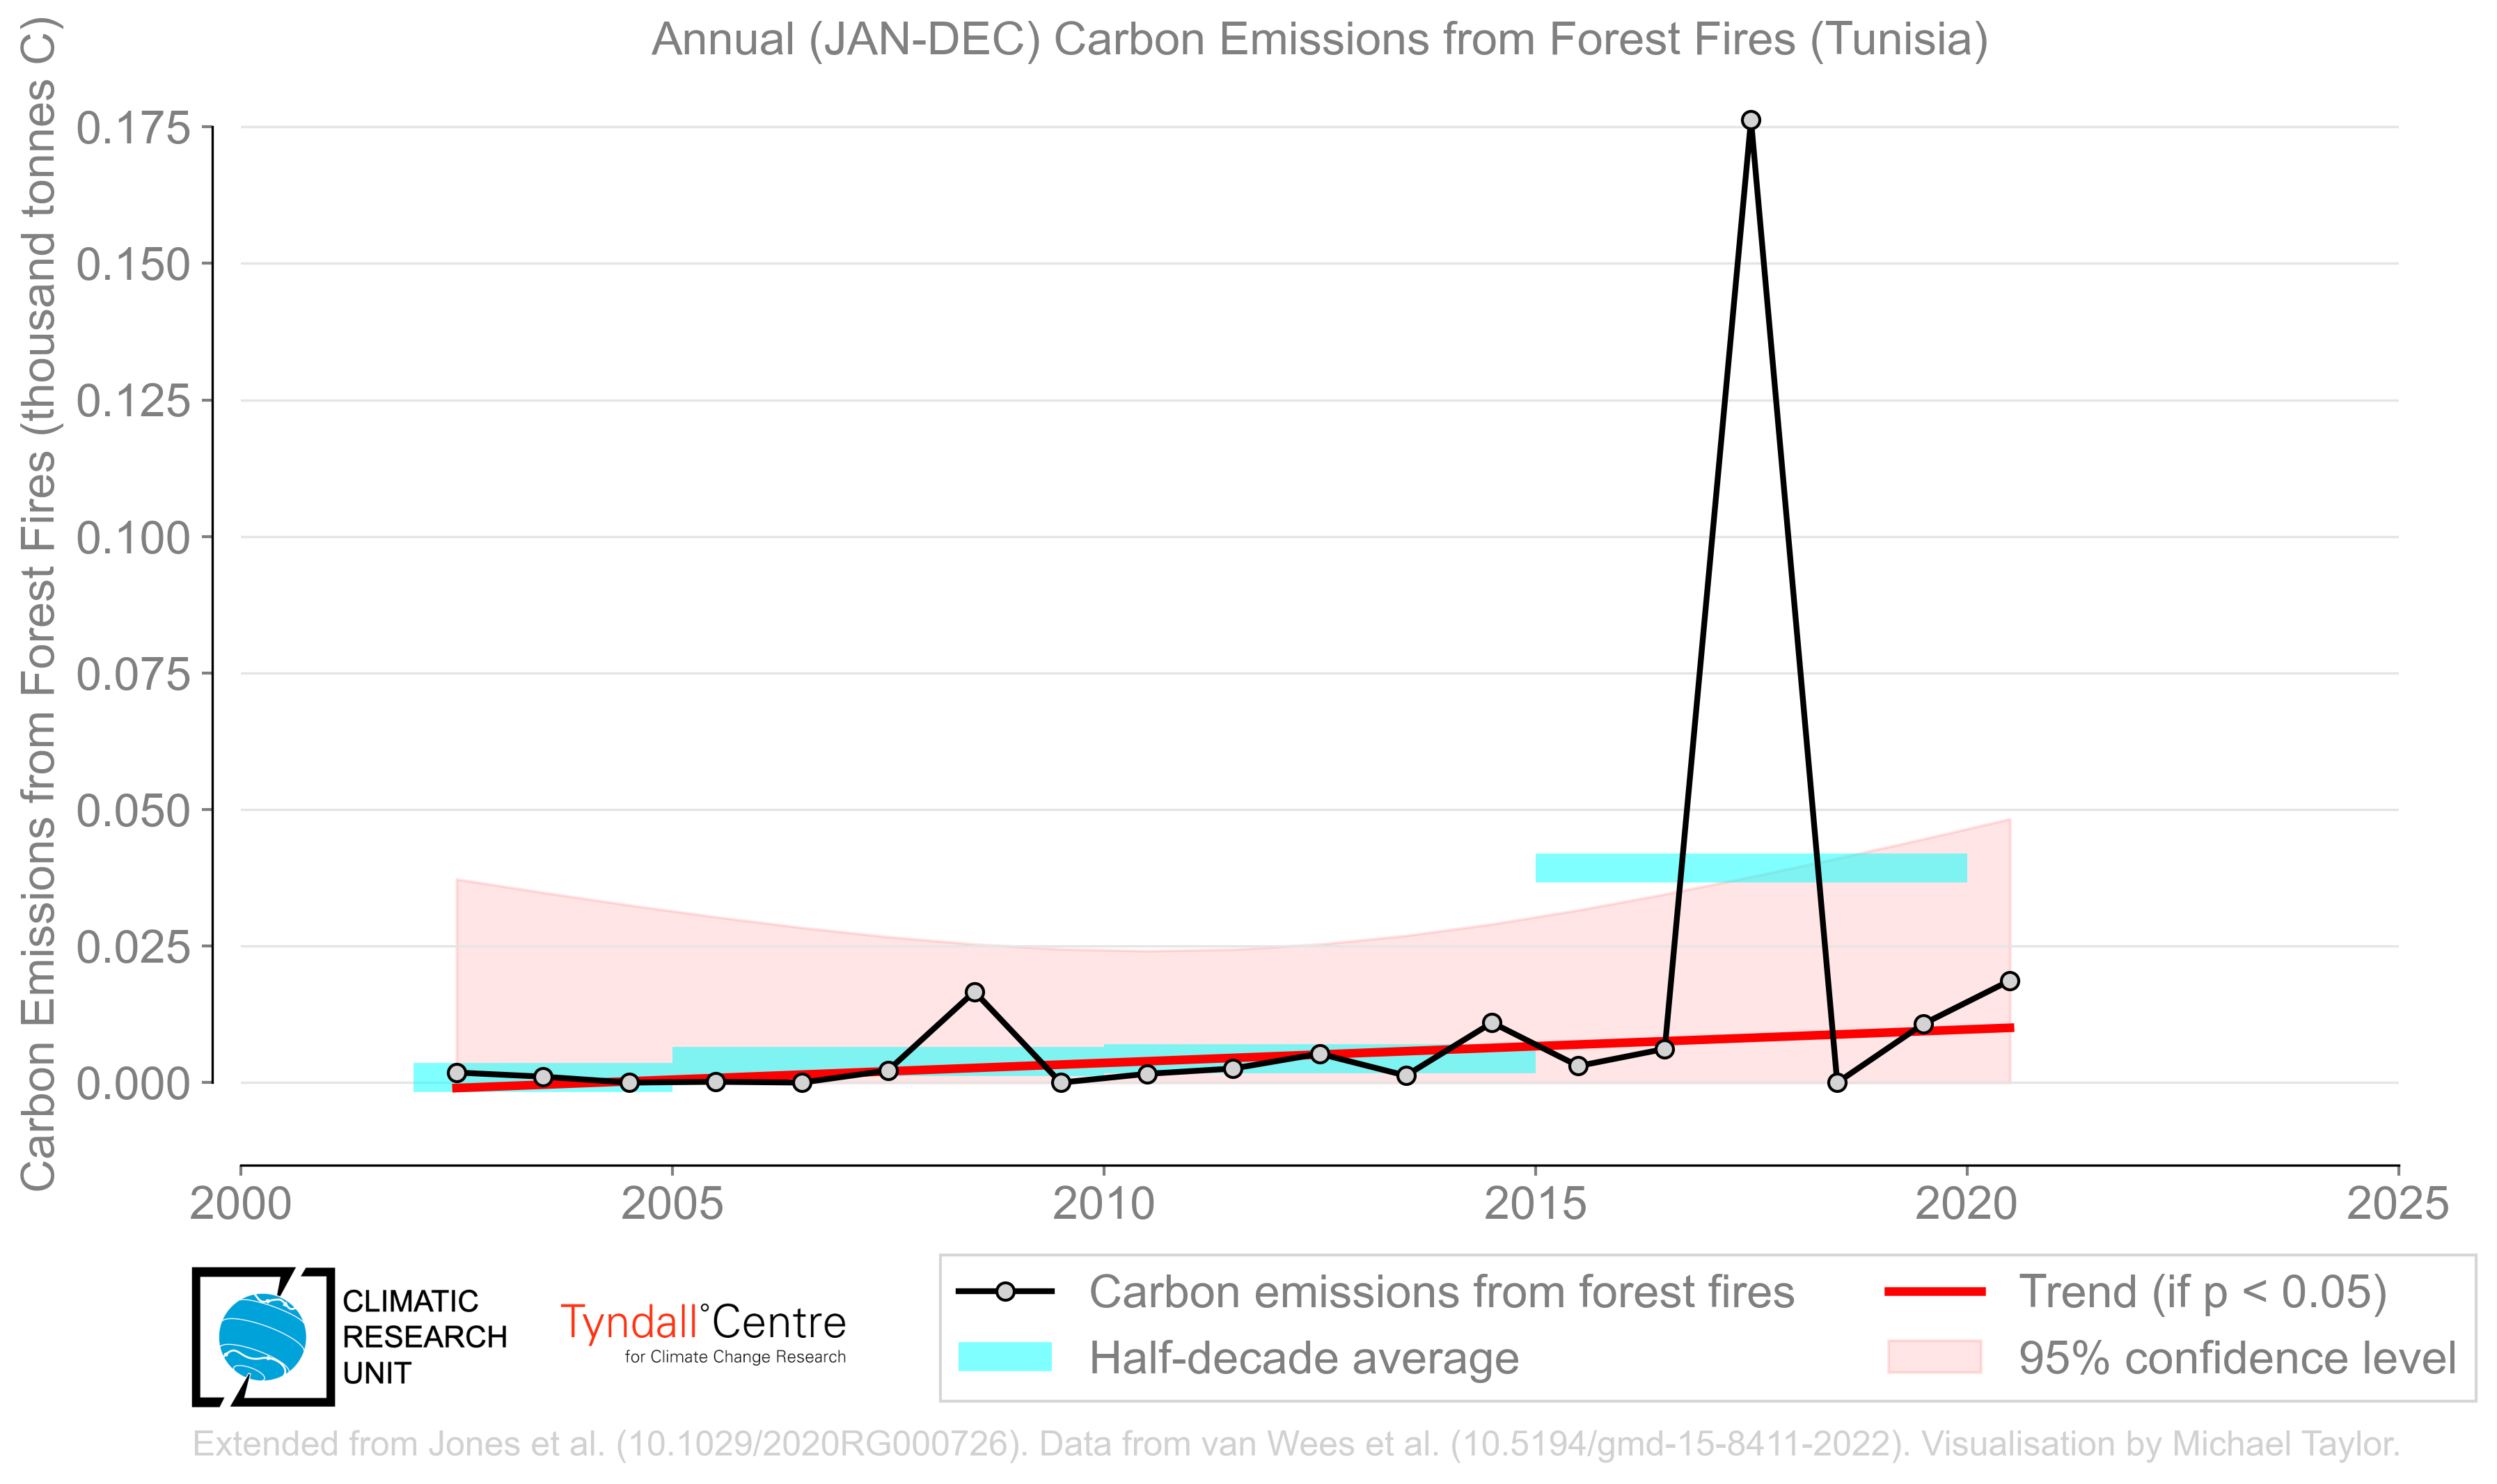 Annual (JAN-DEC) Carbon Emissions from Forest Fires (Tunisia)
Carbon Emissions from Forest Fires (thousand tonnes C)
0.175
0.150
0.125
0.100
0.075
0.050
0.025
0.000
2000 2005 2010 2015 2020 2025
CLIMATIC
RESEARCH
UNIT
Tyndall°Centre
for Climate Change Research
Carbon emissions from forest fires
Half-decade average
Trend (if p < 0.05)
95% confidence level
Extended from Jones et al. (10.1029/2020RG000726). Data from van Wees et al. (10.5194/gmd-15-8411-2022). Visualisation by Michael Taylor.